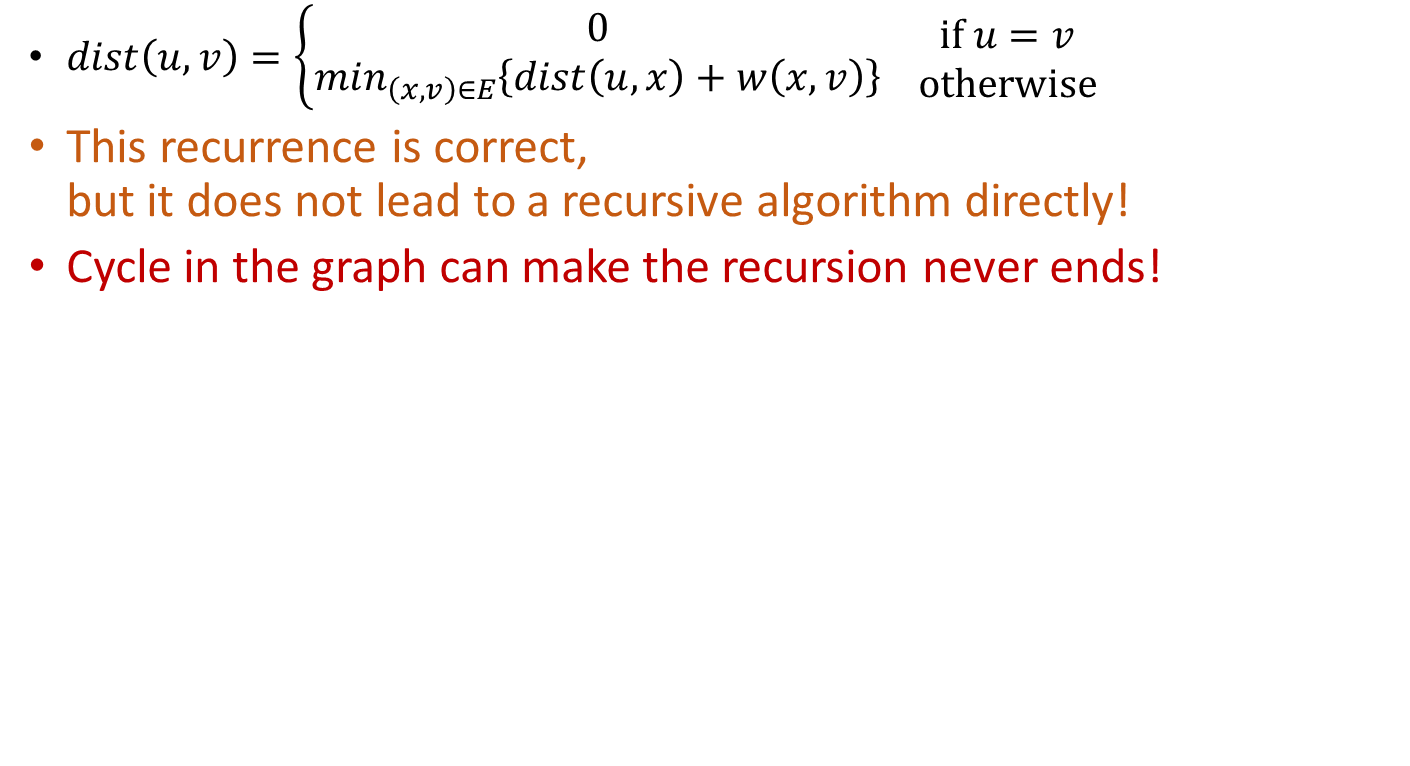 • dist(u, v) = { 0 if u = v
min(x,v)∈E{dist(u, x) + w(x, v)} otherwise
• This recurrence is correct,
but it does not lead to a recursive algorithm directly!
• Cycle in the graph can make the recursion never ends!